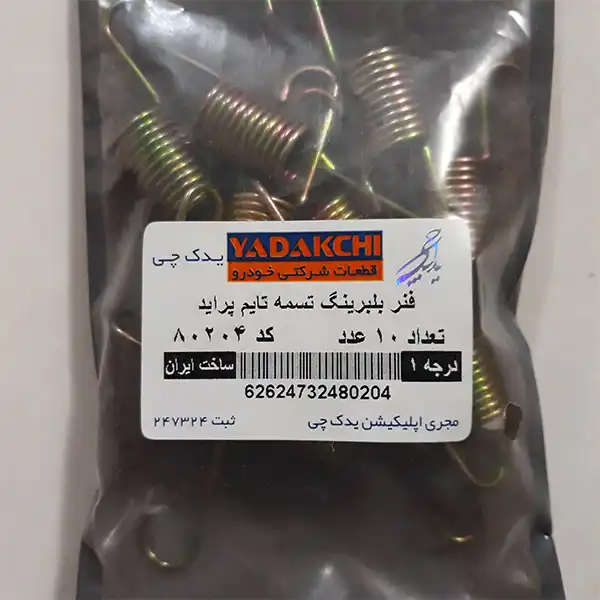 یدک چی YADAKCHI
قطعات شرکتی خودرو
فنر بلبرینگ تسمه تایم پراید
تعداد ۱۰ عدد کد ۸۰۲۰۴
درجه ۱ ساخت ایران
62624732480204
مجری اپلیکیشن یدک چی ثبت ۲۴۷۳۲۴